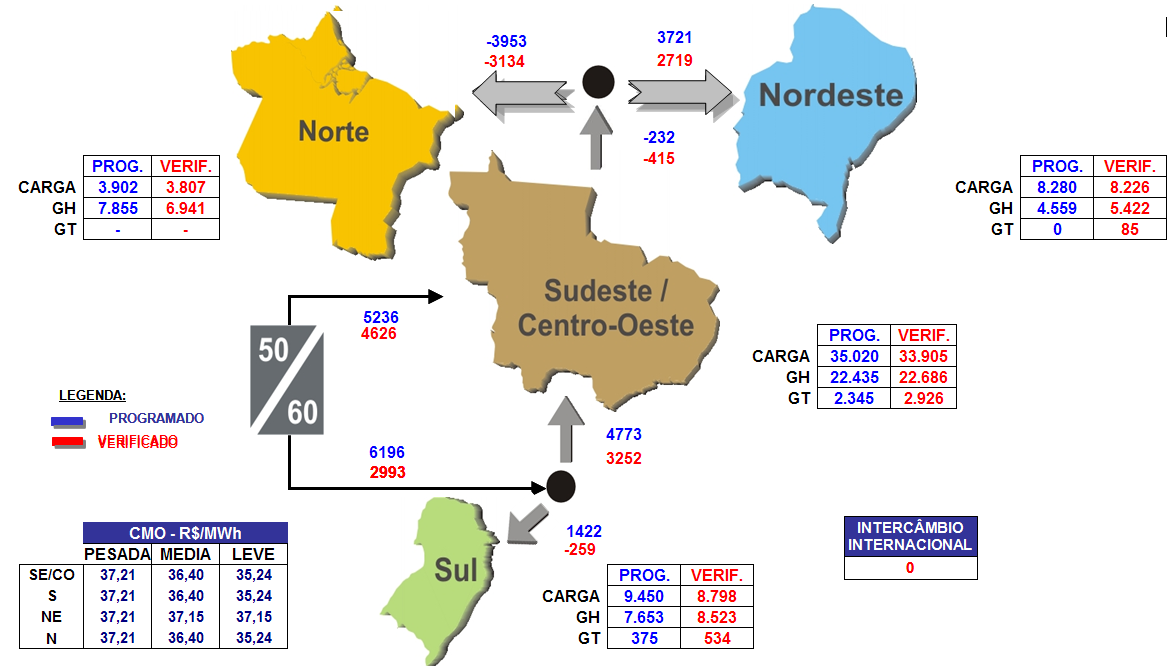 -3953
-3134
3721
2719
Norte
Nordeste
-232
-415
PROG. VERIF.
CARGA 3.902 3.807
GH 7.855 6.941
GT - -
PROG. VERIF.
CARGA 8.280 8.226
GH 4.559 5.422
GT 0 85
Sudeste /
Centro-Oeste
5236
4626
50
60
PROG. VERIF.
CARGA 35.020 33.905
GH 22.435 22.686
GT 2.345 2.926
LEGENDA:
PROGRAMADO
VERIFICADO
6196
2993
4773
3252
1422
-259
Sul
CMO - R$/MWh
PESADA MEDIA LEVE
SE/CO 37,21 36,40 35,24
S 37,21 36,40 35,24
NE 37,21 37,15 37,15
N 37,21 36,40 35,24
PROG. VERIF.
CARGA 9.450 8.798
GH 7.653 8.523
GT 375 534
INTERCÂMBIO
INTERNACIONAL
0